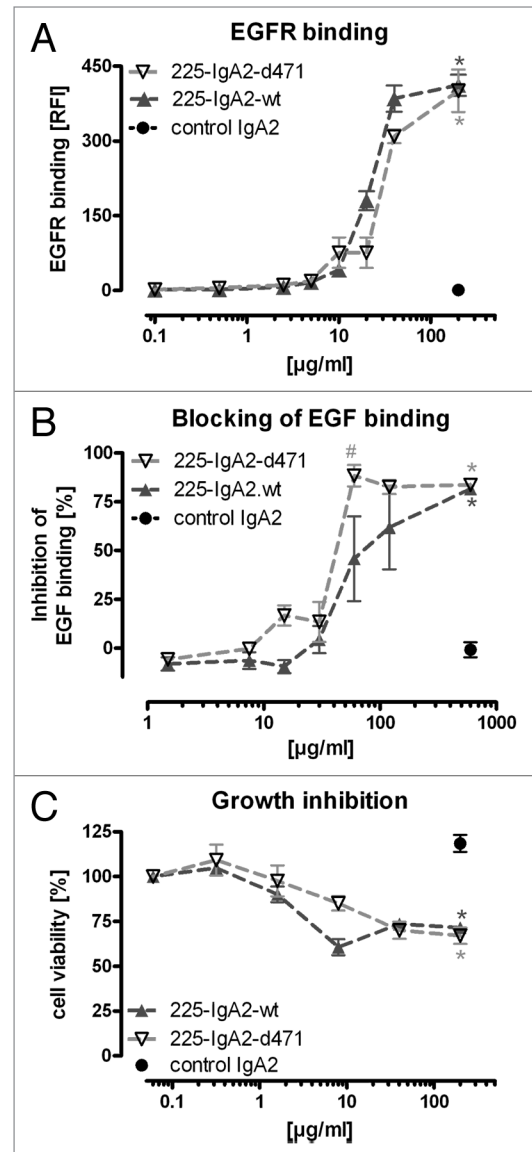 A
EGFR binding
225-IgA2-d471
225-IgA2-wt
control IgA2
EGFR binding [RFI]
450
300
150
0
*
*
0.1 1 10 100
[µg/ml]
B
Blocking of EGF binding
225-IgA2-d471
225-IgA2.wt
control IgA2
Inhibition of
EGF binding [%]
100
75
50
25
0
#
*
*
1 10 100 1000
[µg/ml]
C
Growth inhibition
cell viability [%]
125
100
75
50
25
0
*
*
225-IgA2-wt
225-IgA2-d471
control IgA2
0.1 1 10 100
[µg/ml]